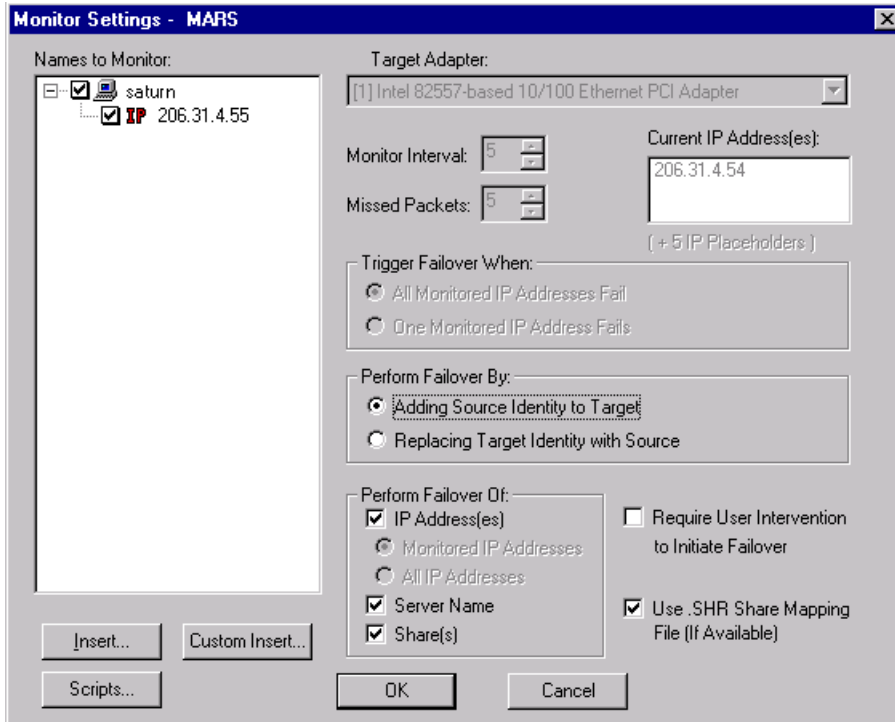 Monitor Settings - MARS
Names to Monitor:
saturn
IP 206.31.4.55
Target Adapter:
[1] Intel 82557-based 10/100 Ethernet PCI Adapter
Monitor Interval: 5
Missed Packets: 5
Current IP Address(es):
206.31.4.54
( + 5 IP Placeholders )
Trigger Failover When:
All Monitored IP Addresses Fail
One Monitored IP Address Fails
Perform Failover By:
Adding Source Identity to Target
Replacing Target Identity with Source
Perform Failover Of:
IP Address(es)
Monitored IP Addresses
All IP Addresses
Server Name
Share(s)
Require User Intervention
to Initiate Failover
Use .SHR Share Mapping
File (If Available)
Insert...
Custom Insert...
Scripts...
OK
Cancel